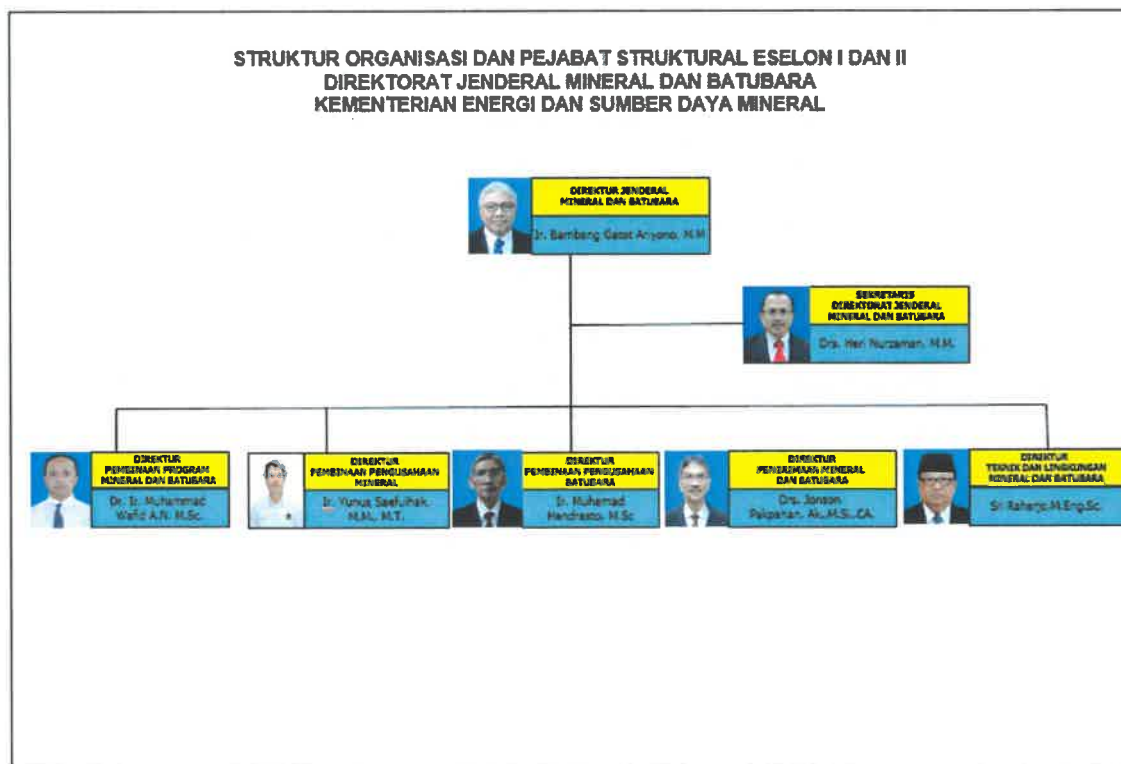 STRUKTUR ORGANISASI DAN PEJABAT STRUKTURAL ESELON I DAN II
DIREKTORAT JENDERAL MINERAL DAN BATUBARA
KEMENTERIAN ENERGI DAN SUMBER DAYA MINERAL
DIREKTUR JENDERAL
MINERAL DAN BATUBARA
Ir. Bambang Gatot Ariyono, M.M
SEKRETARIS
DIREKTORAT JENDERAL
MINERAL DAN BATUBARA
Drs. Heri Nurzaman, M.M.
DIREKTUR
PEMBINAAN PROGRAM
MINERAL DAN BATUBARA
Dr. Ir. Muhammad
Wafid A.N. M.Sc.
DIREKTUR
PEMBINAAN PENGUSAHAAN
MINERAL
Ir. Yunus Saefulhak,
M.M., M.T.
DIREKTUR
PEMBINAAN PENGUSAHAAN
BATUBARA
Ir. Muhamad
Hendrasto, M.Sc
DIREKTUR
PENERIMAAN MINERAL
DAN BATUBARA
Drs. Jonson
Pakpahan, Ak.,M.Si.,CA.
DIREKTUR
TEKNIK DAN LINGKUNGAN
MINERAL DAN BATUBARA
Sri Raharjo,M.Eng.Sc.